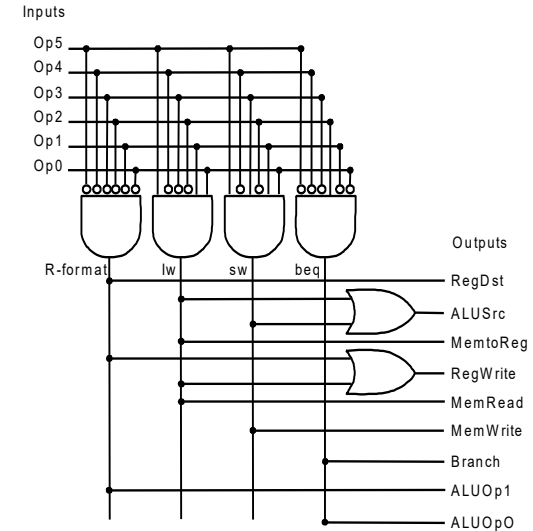 Inputs
Op5
Op4
Op3
Op2
Op1
Op0
R-format lw sw beq
Outputs
RegDst
ALUSrc
MemtoReg
RegWrite
MemRead
MemWrite
Branch
ALUOp1
ALUOpO